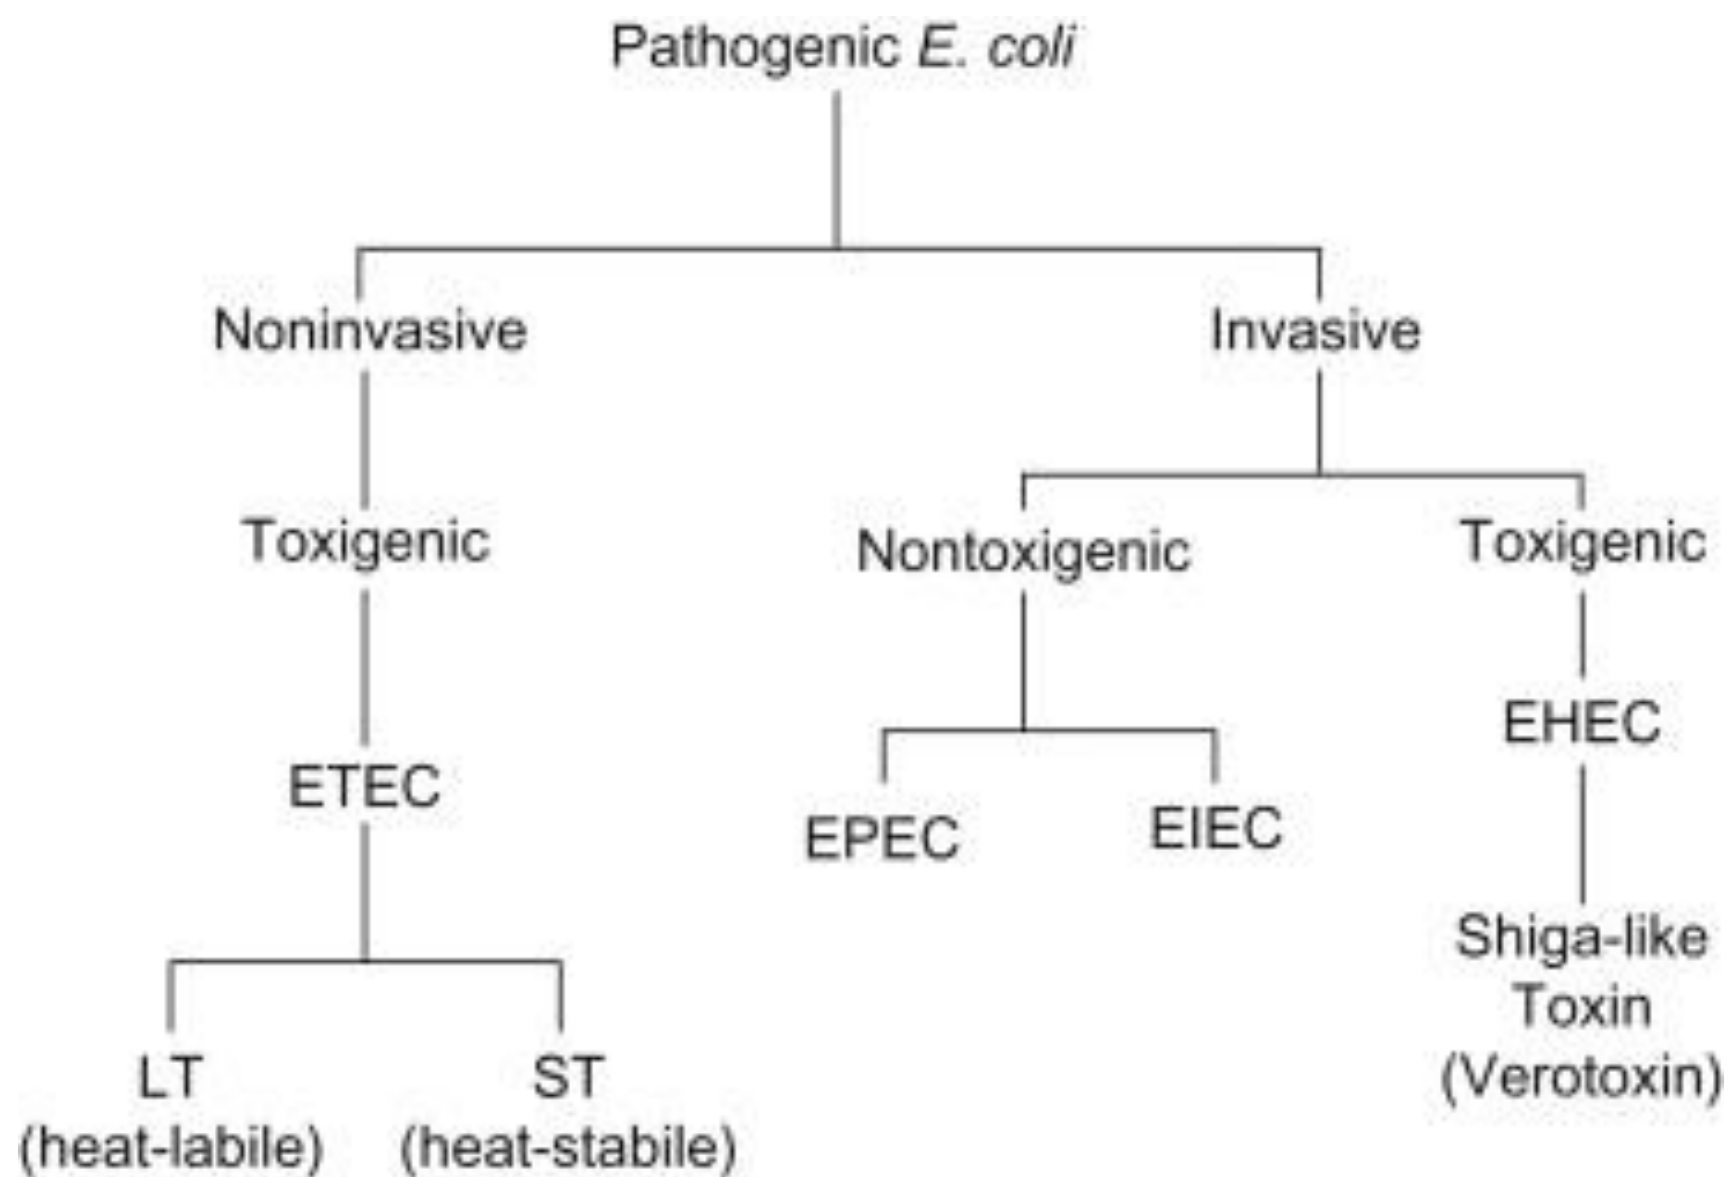 Pathogenic E. coli
Noninvasive
Invasive
Toxigenic
Nontoxigenic
Toxigenic
ETEC
EPEC
EIEC
EHEC
LT
(heat-labile)
ST
(heat-stabile)
Shiga-like
Toxin
(Verotoxin)